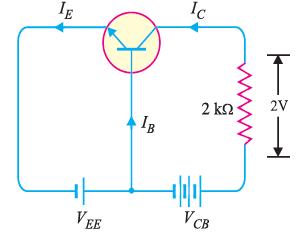 I_E
I_C
2 kΩ
2V
I_B
V_EE
V_CB